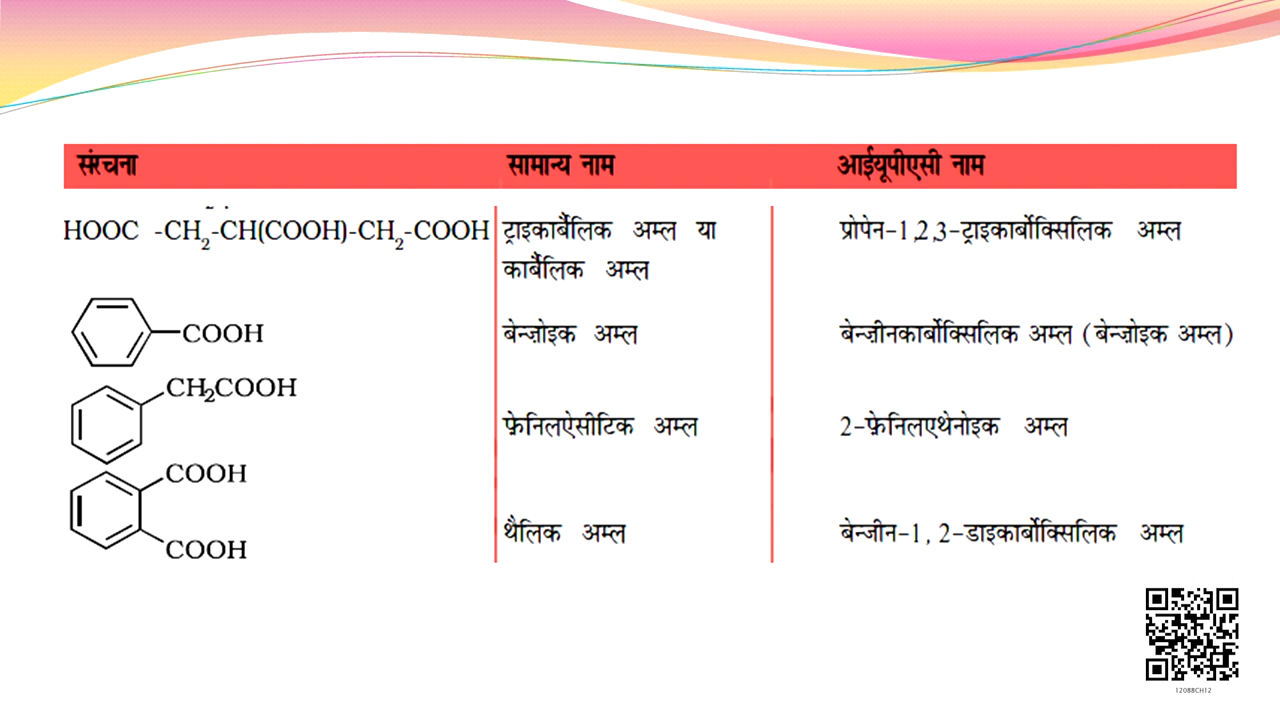 संरचना सामान्य नाम आईयूपीएसी नाम
HOOC -CH2-CH(COOH)-CH2-COOH ट्राइकार्बैलिक अम्ल या प्रोपेन-1,2,3-ट्राइकार्बोक्सिलिक अम्ल
कार्बैलिक अम्ल
COOH बेन्ज़ोइक अम्ल बेन्ज़ीनकार्बोक्सिलिक अम्ल (बेन्ज़ोइक अम्ल)
CH2COOH
फ़ेनिलऐसीटिक अम्ल 2-फ़ेनिलएथेनोइक अम्ल
COOH
थैलिक अम्ल बेन्जीन-1, 2-डाइकार्बोक्सिलिक अम्ल
COOH
12088CH12